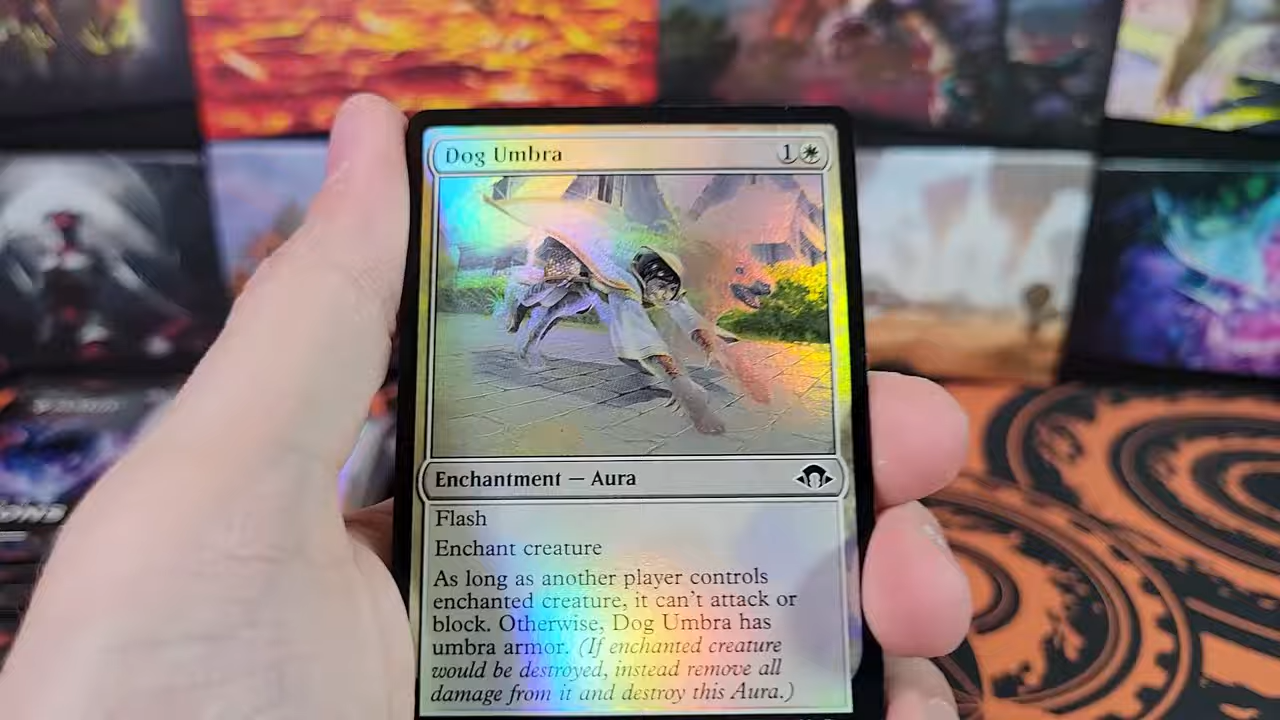 Dog Umbra 1
Enchantment — Aura
Flash
Enchant creature
As long as another player controls
enchanted creature, it can't attack or
block. Otherwise, Dog Umbra has
umbra armor. (If enchanted creature
would be destroyed, instead remove all
damage from it and destroy this Aura.)